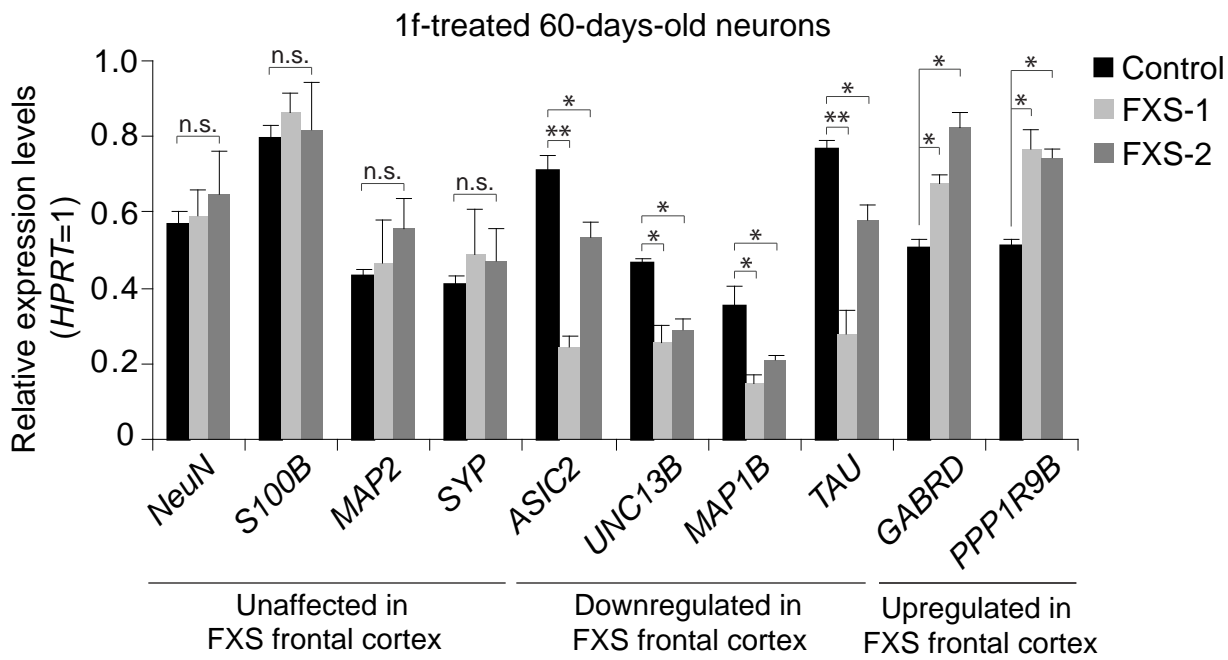 1f-treated 60-days-old neurons
Relative expression levels
(HPRT=1)
1.0
0.8
0.6
0.4
0.2
0
n.s.
n.s.
n.s.
n.s.
*
**
*
*
*
*
*
**
*
*
*
*
Control
FXS-1
FXS-2
NeuN
S100B
MAP2
SYP
ASIC2
UNC13B
MAP1B
TAU
GABRD
PPP1R9B
Unaffected in
FXS frontal cortex
Downregulated in
FXS frontal cortex
Upregulated in
FXS frontal cortex